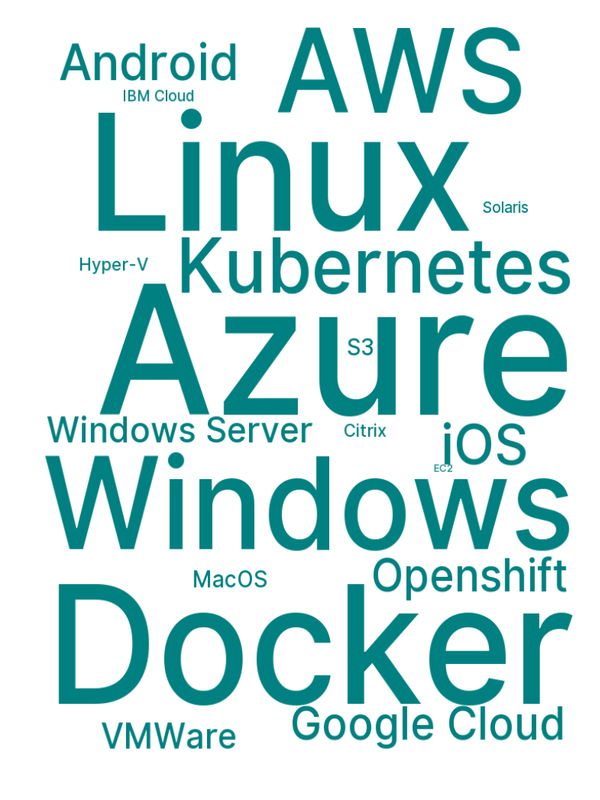 Android
AWS
IBM Cloud
Linux
Solaris
Kubernetes
Hyper-V
Azure
S3
Windows Server
Citrix
iOS
EC2
Windows
MacOS
Openshift
Docker
Google Cloud
VMWare